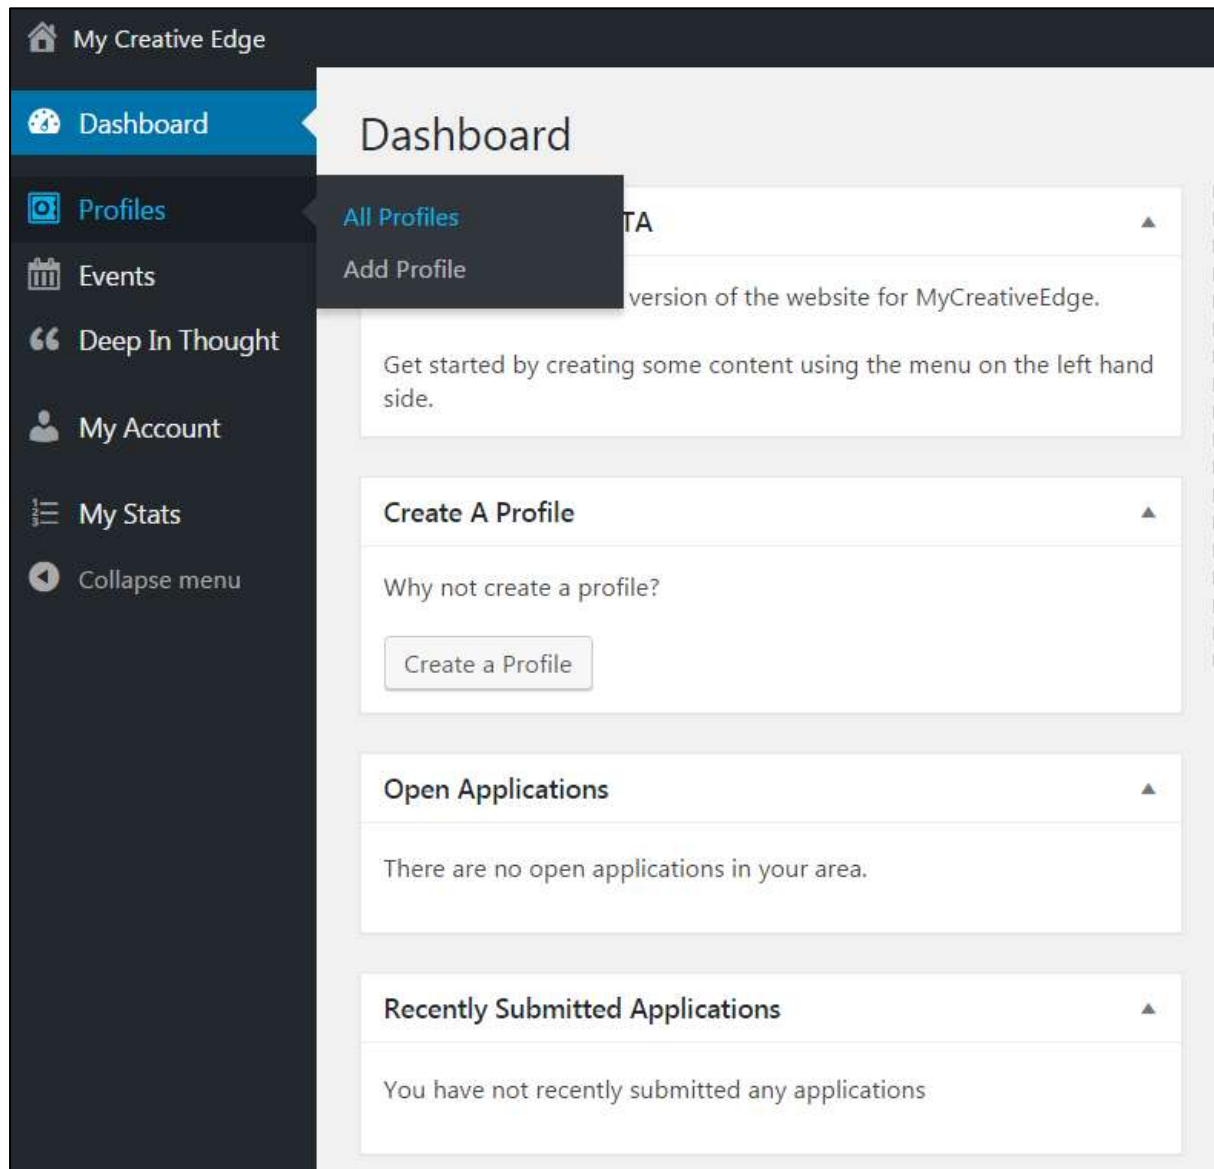 My Creative Edge
Dashboard
Profiles
Events
Deep In Thought
My Account
My Stats
Collapse menu
All Profiles
Add Profile
Dashboard
TA
version of the website for MyCreativeEdge.
Get started by creating some content using the menu on the left hand
side.
Create A Profile
Why not create a profile?
Create a Profile
Open Applications
There are no open applications in your area.
Recently Submitted Applications
You have not recently submitted any applications